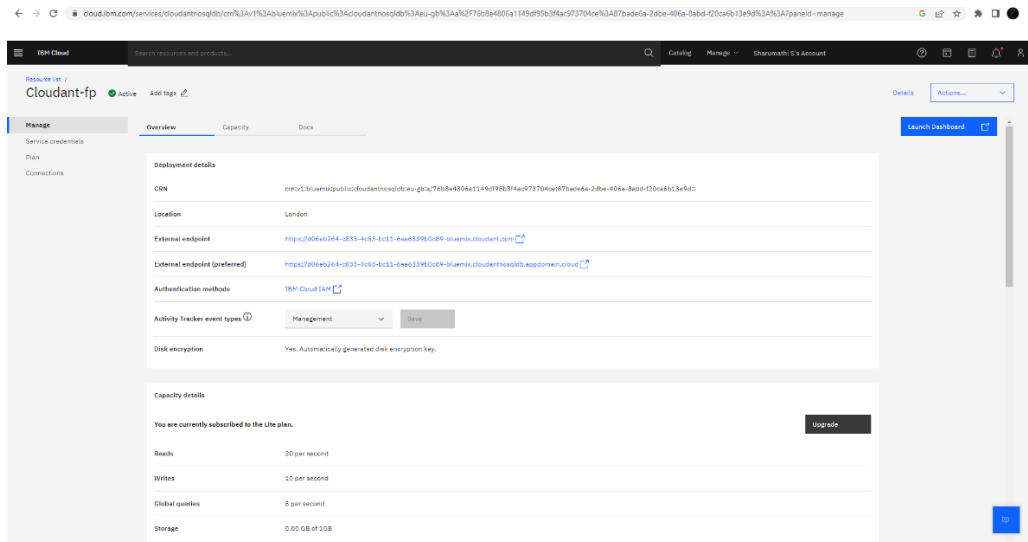 cloud.ibm.com/services/cloudantnosqldb/crn%3Av1%3Abluemix%3Apublic%3Acloudantnosqldb%3Aeu-gb%3Aa%2F76b8e4806a1149df95b3f4ac973704ce%3A87bade6a-2dbe-406a-8abd-f20ca6b13e9d%3A%3A?paneId=manage
IBM Cloud
Search resources and products...
Catalog
Manage
Sharumathi S's Account
Resource list /
Cloudant-fp
Active
Add tags
Details
Actions...
Manage
Service credentials
Plan
Connections
Overview
Capacity
Docs
Launch Dashboard
Deployment details
CRN
crn:v1:bluemix:public:cloudantnosqldb:eu-gb:a/76b8e4806a1149df95b3f4ac973704ce:87bade6a-2dbe-406a-8abd-f20ca6b13e9d::
Location London
External endpoint
https://d06eb264-c833-4c53-bc11-6ee6339b0c89-bluemix.cloudant.com
External endpoint (preferred)
https://d06eb264-c833-4c53-bc11-6ee6339b0c89-bluemix.cloudantnosqldb.appdomain.cloud
Authentication methods IBM Cloud IAM
Activity Tracker event types Management Save
Disk encryption Yes. Automatically generated disk encryption key.
Capacity details
You are currently subscribed to the Lite plan.
Upgrade
Reads 20 per second
Writes 10 per second
Global queries 5 per second
Storage 0.00 GB of 1GB